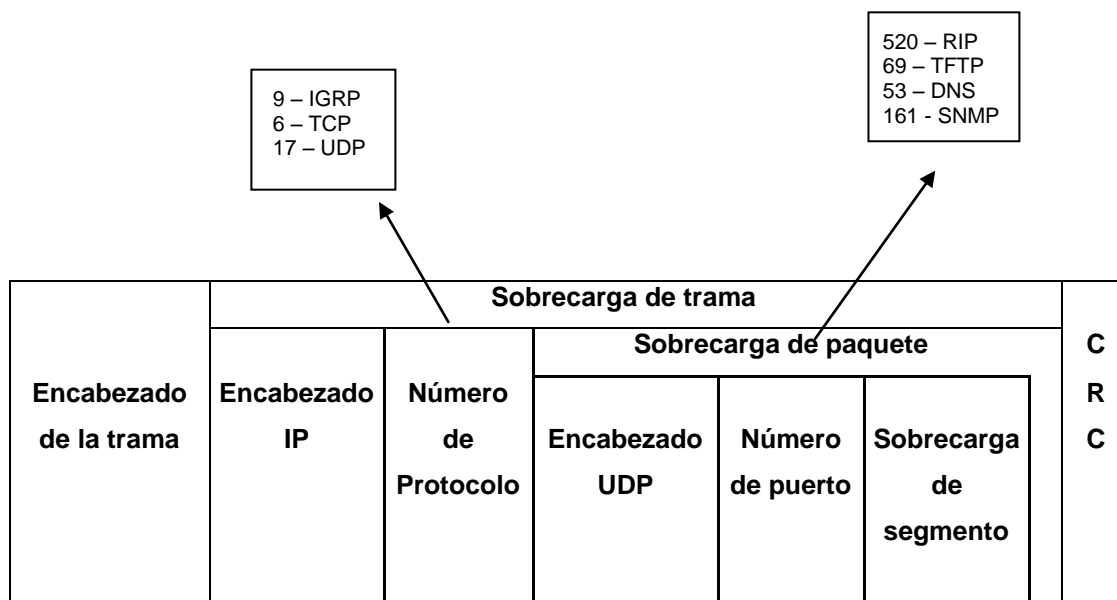 520 – RIP
69 – TFTP
53 – DNS
161 - SNMP
9 – IGRP
6 – TCP
17 – UDP
Sobrecarga de trama
Sobrecarga de paquete
Encabezado
de la trama
Encabezado
IP
Número
de
Protocolo
Encabezado
UDP
Número
de puerto
Sobrecarga
de
segmento
C
R
C